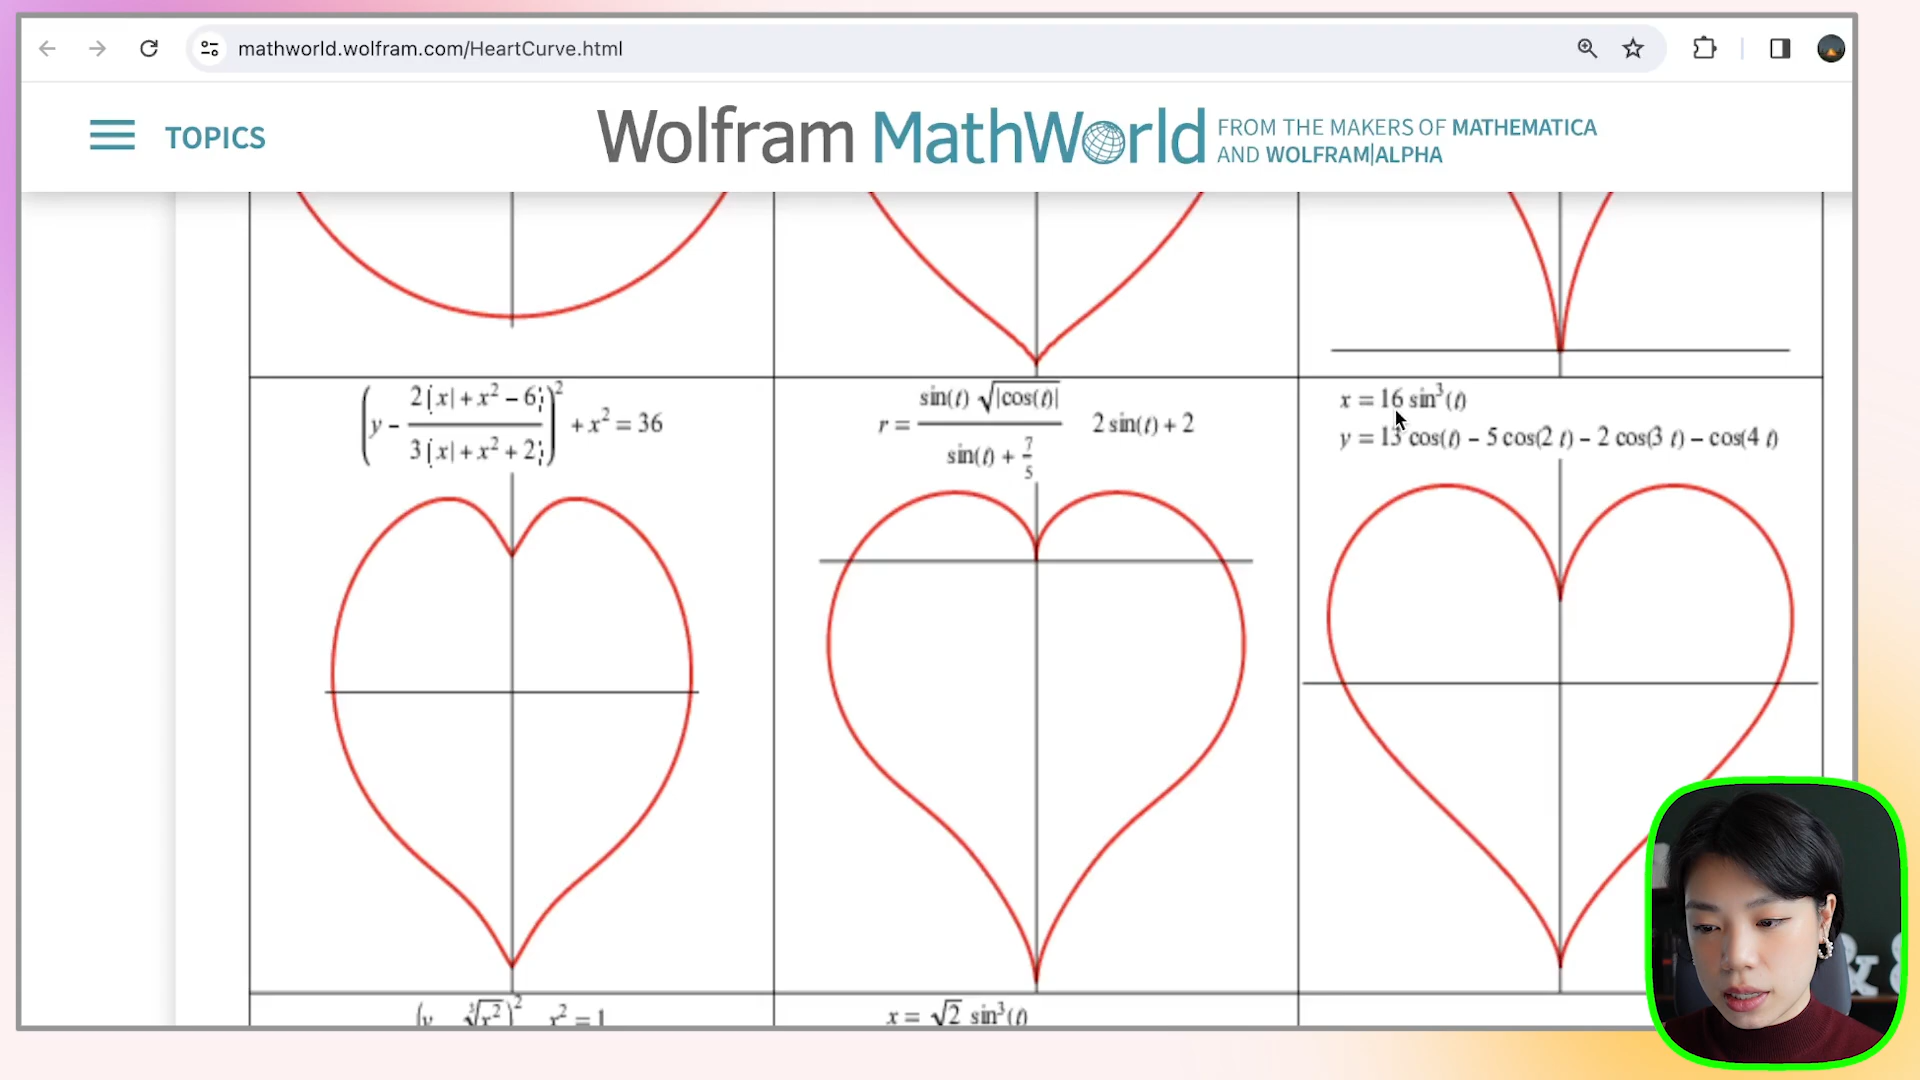 mathworld.wolfram.com/HeartCurve.html
TOPICS
Wolfram MathWorld
FROM THE MAKERS OF MATHEMATICA
AND WOLFRAM|ALPHA
(y - 2(|x| + x² - 6) / 3(|x| + x² + 2))² + x² = 36
r = sin(t) √|cos(t)| / sin(t) + 7/5   2 sin(t) + 2
x = 16 sin³(t)
y = 13 cos(t) - 5 cos(2 t) - 2 cos(3 t) - cos(4 t)
x² = 1
x = √2 sin³(t)
&